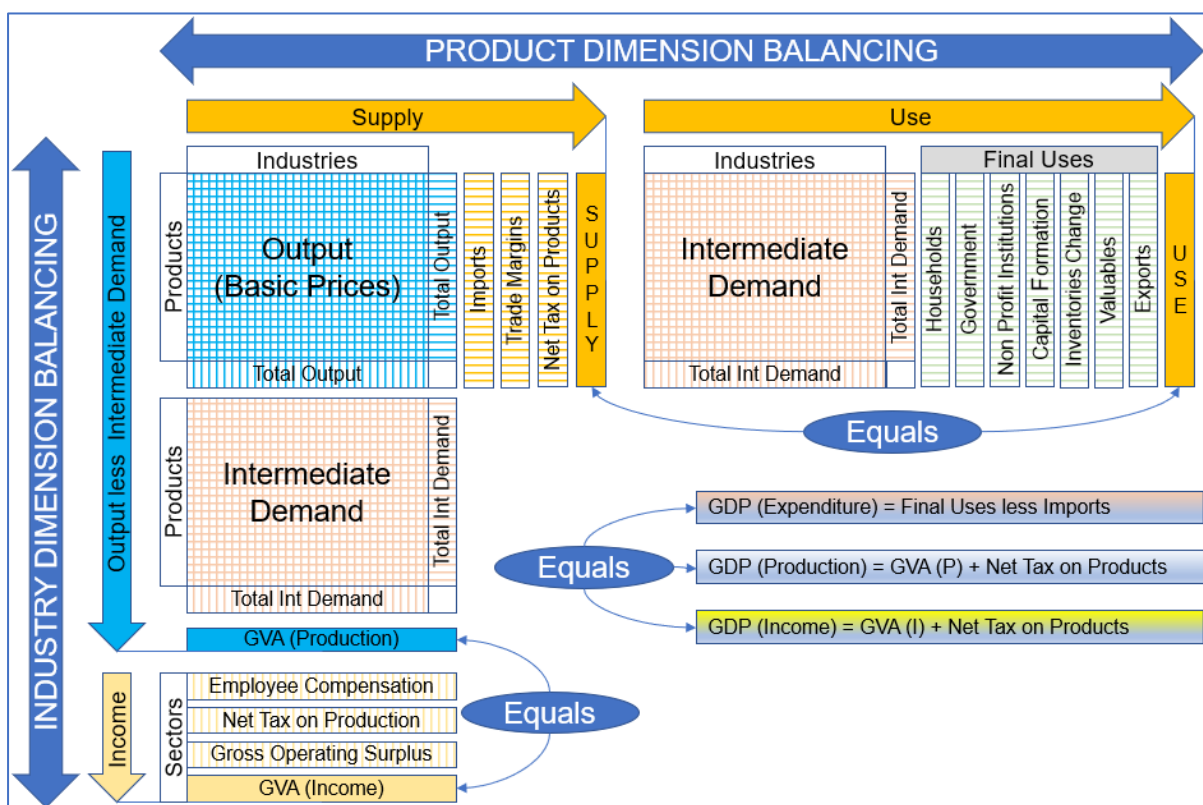 PRODUCT DIMENSION BALANCING
INDUSTRY DIMENSION BALANCING
Supply
Use
Output less Intermediate Demand
Industries
Products
Output
(Basic Prices)
Total Output
Total Output
Imports
Trade Margins
Net Tax on Products
SUPPLY
Industries
Intermediate
Demand
Total Int Demand
Total Int Demand
Final Uses
Households
Government
Non Profit Institutions
Capital Formation
Inventories Change
Valuables
Exports
USE
Equals
Products
Intermediate
Demand
Total Int Demand
Total Int Demand
GVA (Production)
Income
Sectors
Employee Compensation
Net Tax on Production
Gross Operating Surplus
GVA (Income)
Equals
Equals
GDP (Expenditure) = Final Uses less Imports
GDP (Production) = GVA (P) + Net Tax on Products
GDP (Income) = GVA (I) + Net Tax on Products